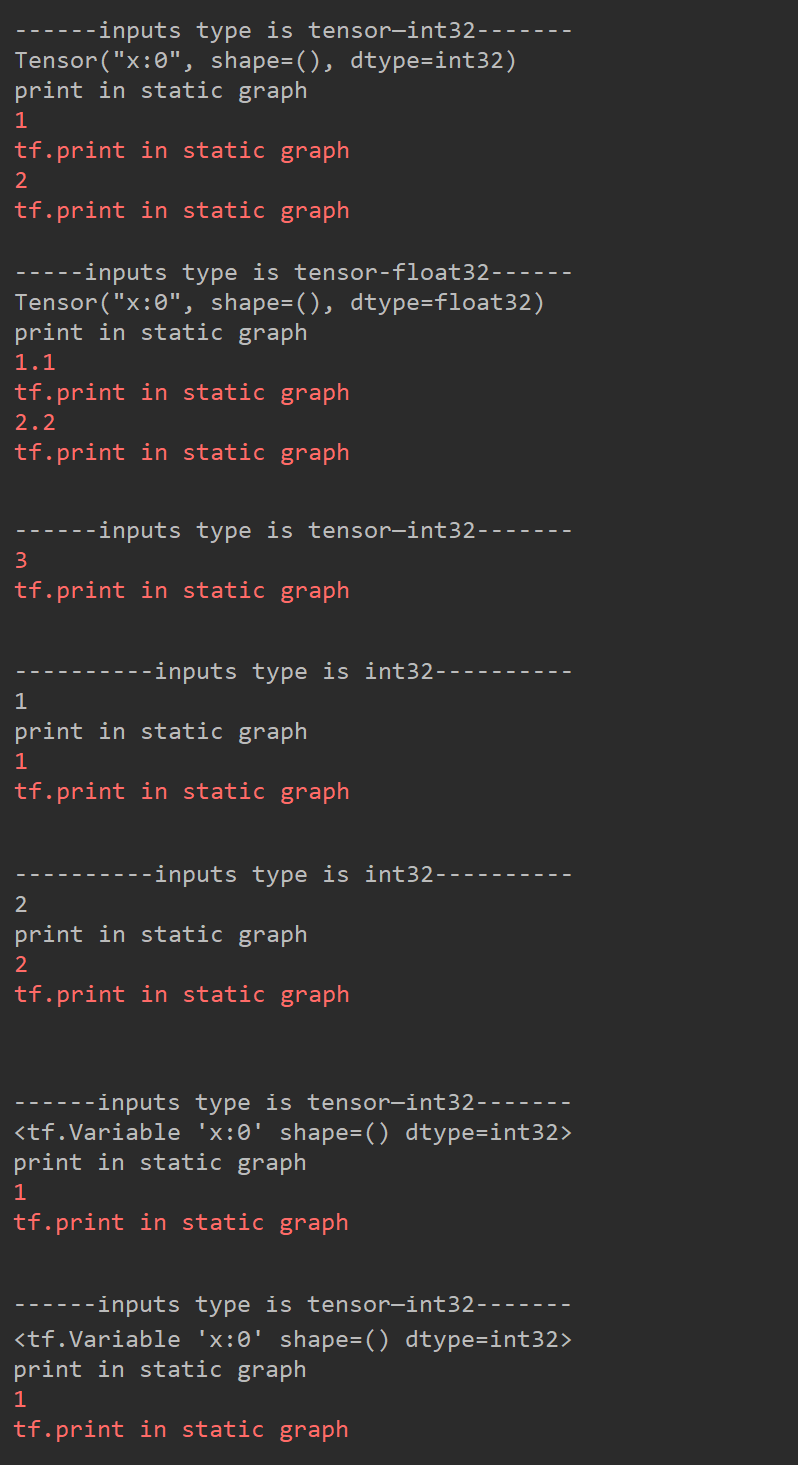 ------inputs type is tensor—int32-------
Tensor("x:0", shape=(), dtype=int32)
print in static graph
1
tf.print in static graph
2
tf.print in static graph
-----inputs type is tensor-float32------
Tensor("x:0", shape=(), dtype=float32)
print in static graph
1.1
tf.print in static graph
2.2
tf.print in static graph
------inputs type is tensor—int32-------
3
tf.print in static graph
----------inputs type is int32----------
1
print in static graph
1
tf.print in static graph
----------inputs type is int32----------
2
print in static graph
2
tf.print in static graph
------inputs type is tensor—int32-------
<tf.Variable 'x:0' shape=() dtype=int32>
print in static graph
1
tf.print in static graph
------inputs type is tensor—int32-------
<tf.Variable 'x:0' shape=() dtype=int32>
print in static graph
1
tf.print in static graph